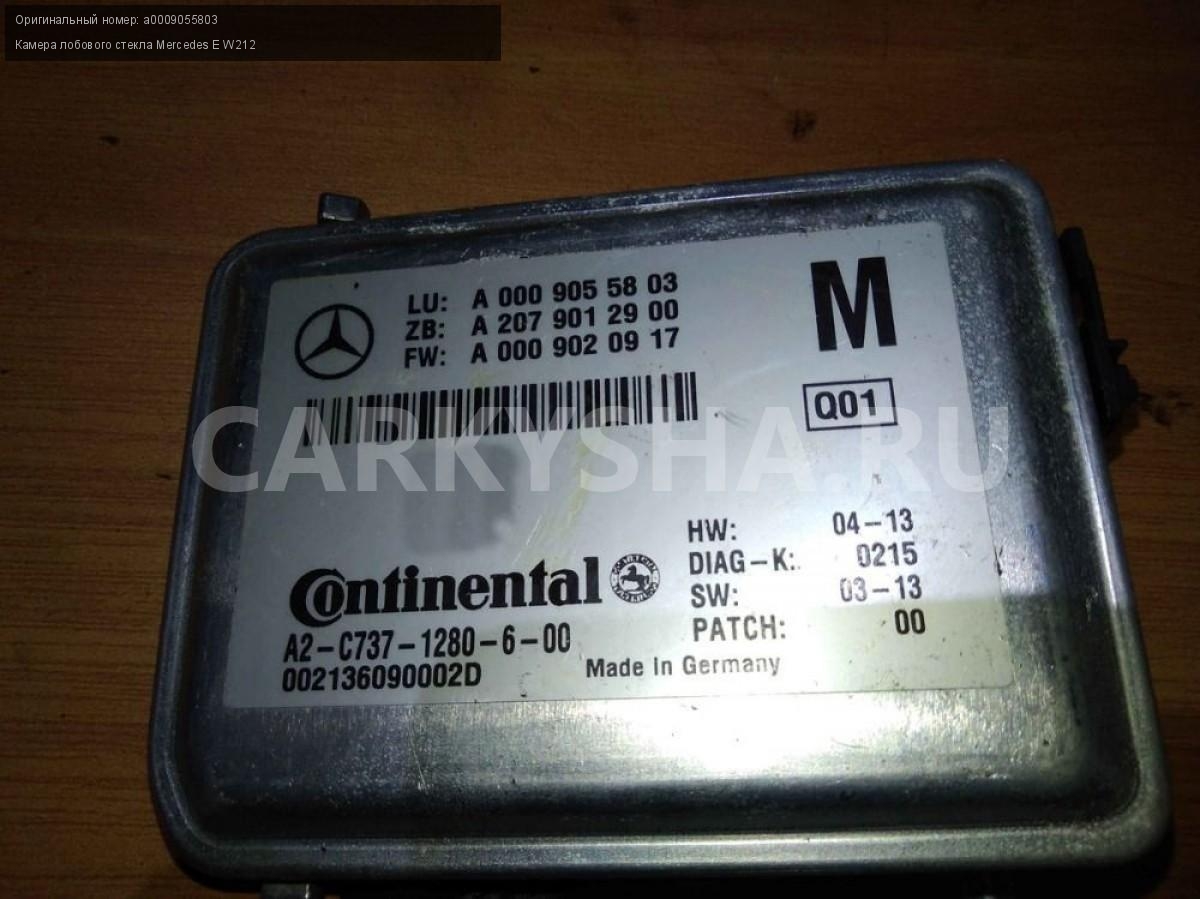 Оригинальный номер: a0009055803
Камера лобового стекла Mercedes E W212
LU: A 000 905 58 03
ZB: A 207 901 29 00
FW: A 000 902 09 17
M
Q01
CARKYSHA.RU
HW: 04-13
DIAG-K: 0215
SW: 03-13
PATCH: 00
Continental
A2-C737-1280-6-00
002136090002D
Made in Germany